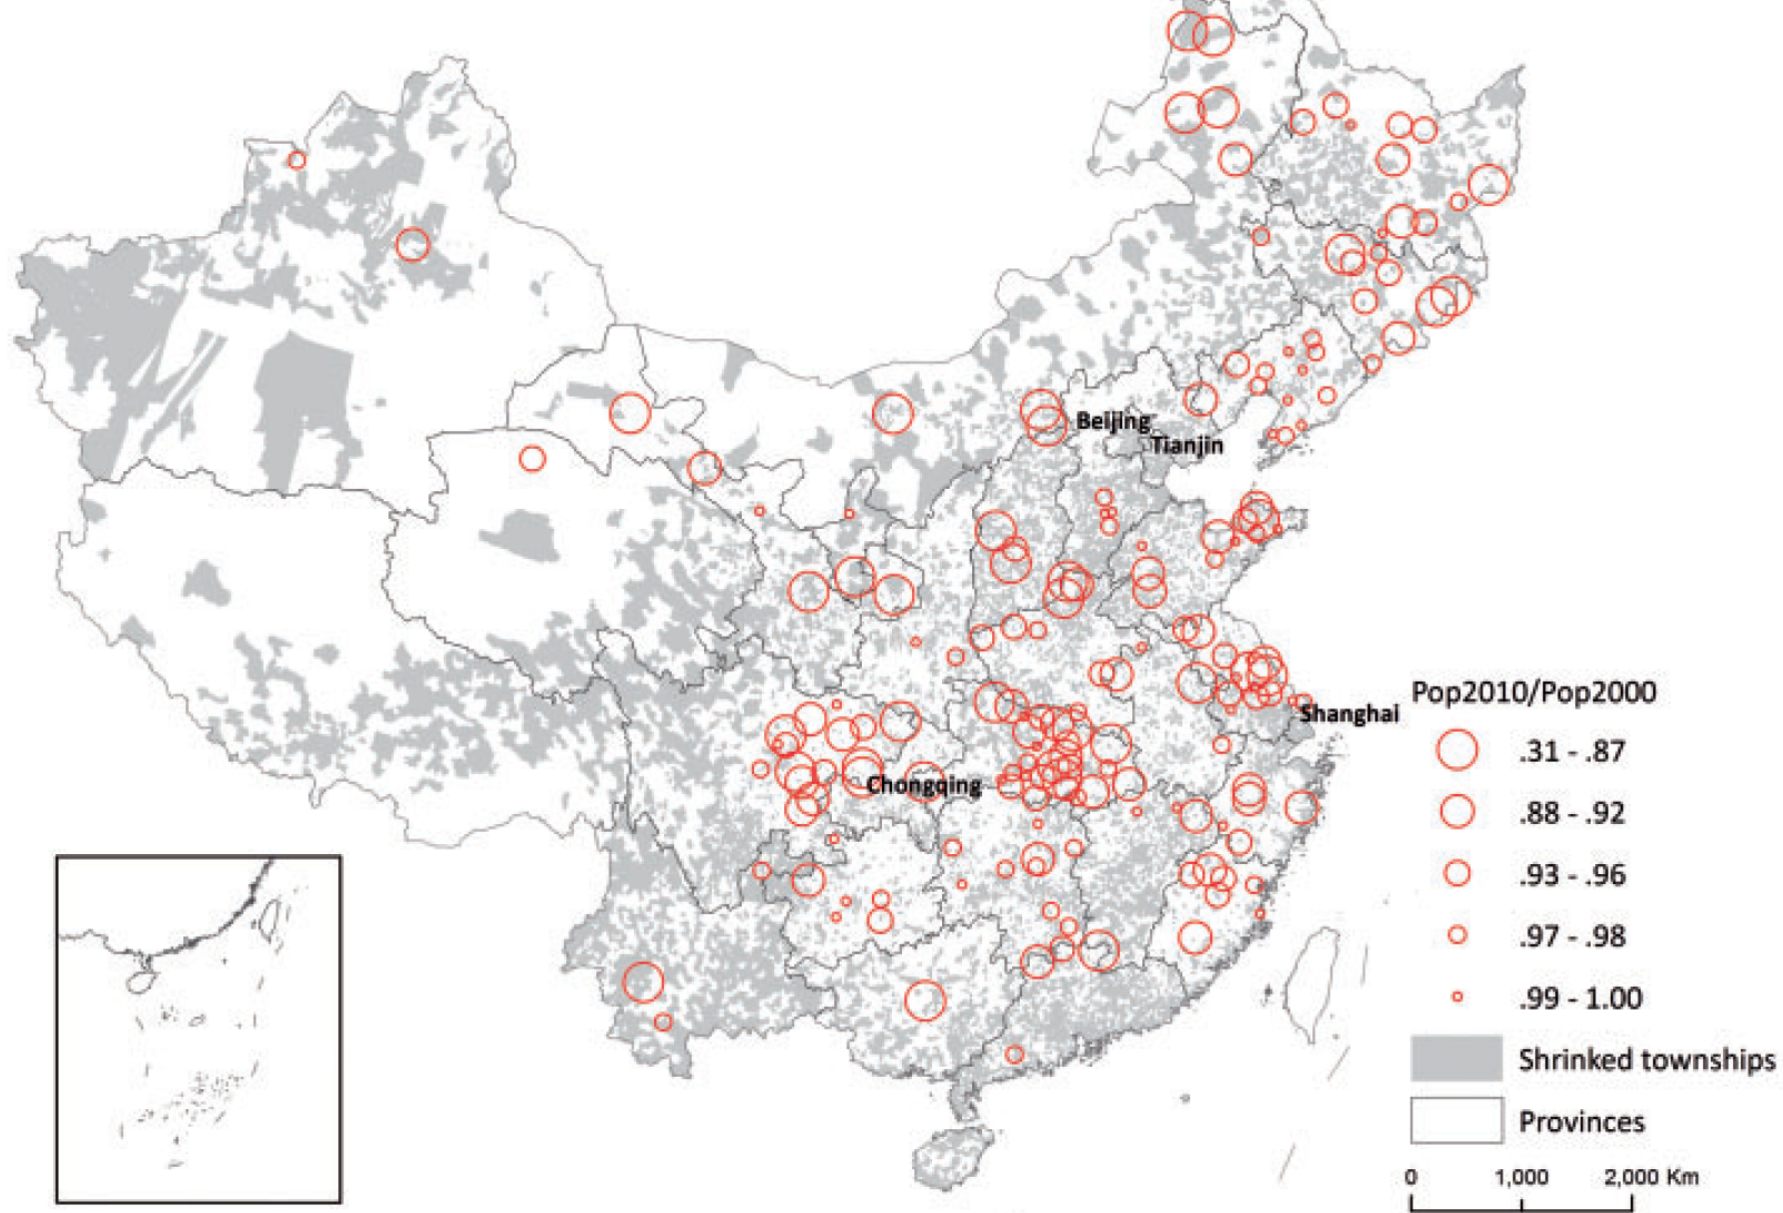 Beijing
Tianjin
Shanghai
Chongqing
Pop2010/Pop2000
.31 - .87
.88 - .92
.93 - .96
.97 - .98
.99 - 1.00
Shrinked townships
Provinces
0 1,000 2,000 Km